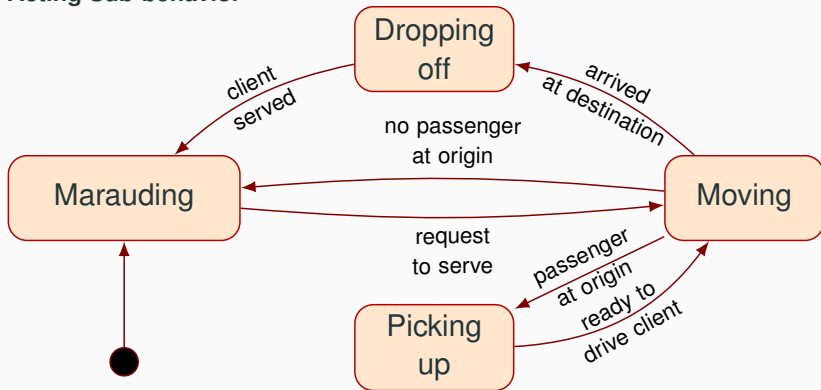 Acting Sub-behavior
Dropping
off
client
served
arrived
at destination
no passenger
at origin
Marauding
Moving
request
to serve
passenger
at origin
ready to
drive client
Picking
up